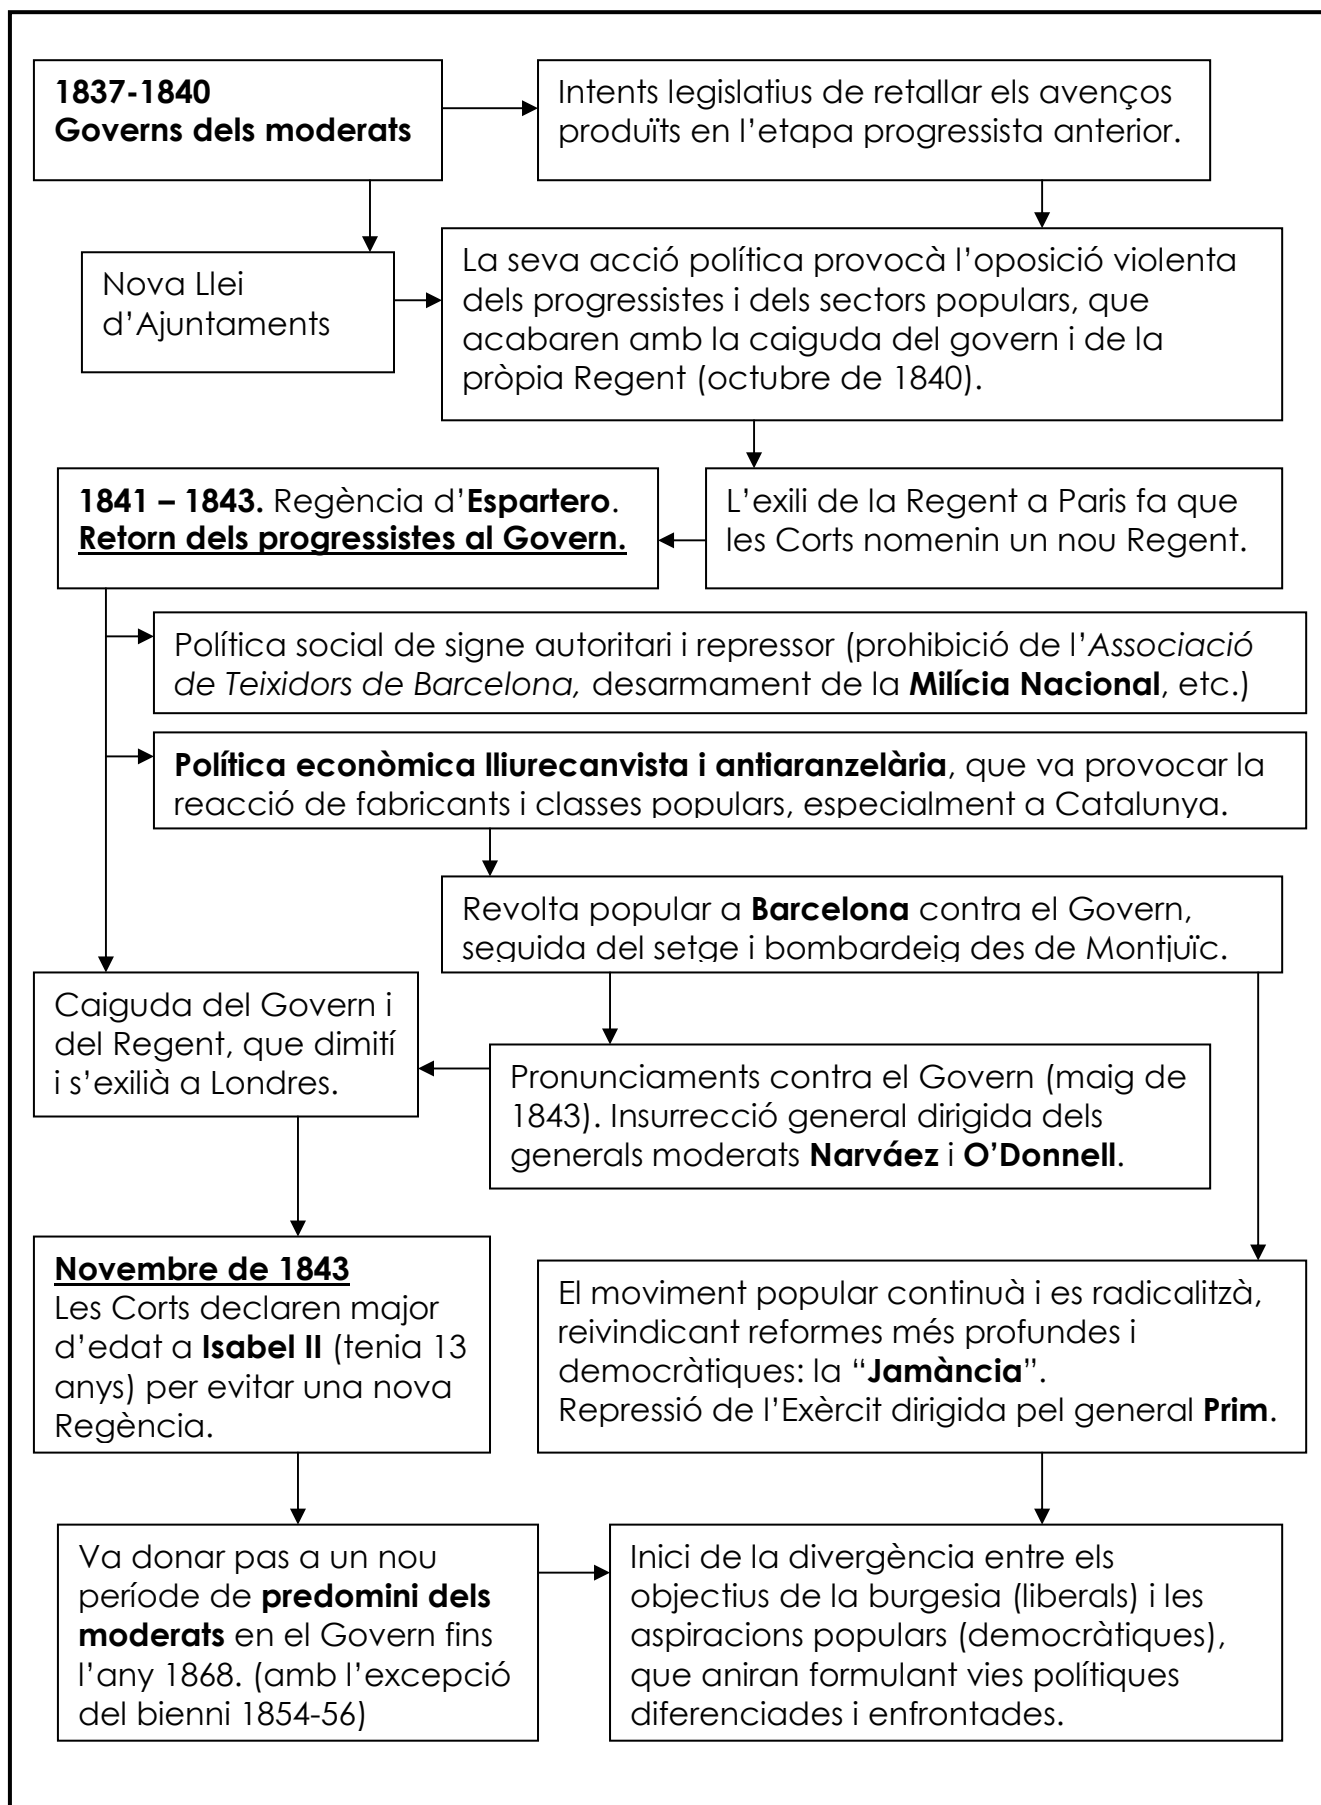 1837-1840
Governs dels moderats
Intents legislatius de retallar els avenços
produïts en l’etapa progressista anterior.
Nova Llei
d’Ajuntaments
La seva acció política provocà l’oposició violenta
dels progressistes i dels sectors populars, que
acabaren amb la caiguda del govern i de la
pròpia Regent (octubre de 1840).
1841 – 1843. Regència d’Espartero.
Retorn dels progressistes al Govern.
L’exili de la Regent a Paris fa que
les Corts nomenin un nou Regent.
Política social de signe autoritari i repressor (prohibició de l’Associació
de Teixidors de Barcelona, desarmament de la Milícia Nacional, etc.)
Política econòmica lliurecanvista i antiaranzelària, que va provocar la
reacció de fabricants i classes populars, especialment a Catalunya.
Revolta popular a Barcelona contra el Govern,
seguida del setge i bombardeig des de Montjuïc.
Caiguda del Govern i
del Regent, que dimití
i s’exilià a Londres.
Pronunciaments contra el Govern (maig de
1843). Insurrecció general dirigida dels
generals moderats Narváez i O’Donnell.
Novembre de 1843
Les Corts declaren major
d’edat a Isabel II (tenia 13
anys) per evitar una nova
Regència.
El moviment popular continuà i es radicalitzà,
reivindicant reformes més profundes i
democràtiques: la “Jamància”.
Repressió de l’Exèrcit dirigida pel general Prim.
Va donar pas a un nou
període de predomini dels
moderats en el Govern fins
l’any 1868. (amb l’excepció
del bienni 1854-56)
Inici de la divergència entre els
objectius de la burgesia (liberals) i les
aspiracions populars (democràtiques),
que aniran formulant vies polítiques
diferenciades i enfrontades.